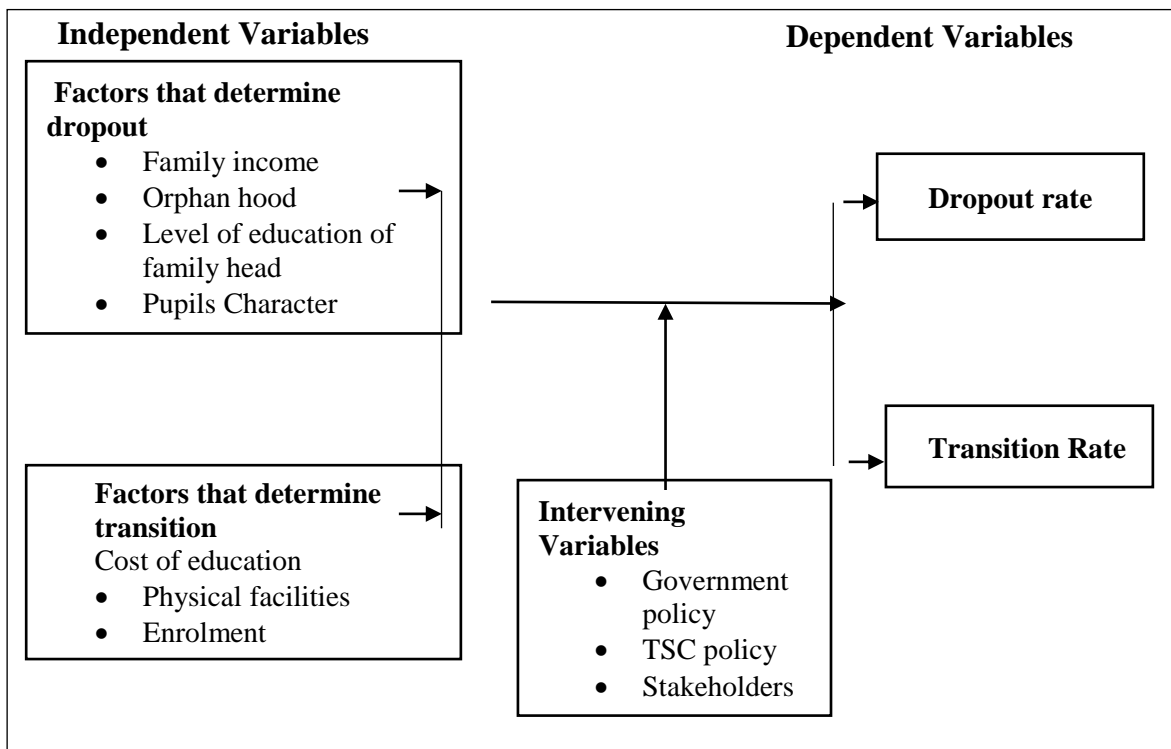 Independent Variables
Dependent Variables
Factors that determine
dropout
• Family income
• Orphan hood
• Level of education of
family head
• Pupils Character
Dropout rate
Transition Rate
Factors that determine
transition
Cost of education
• Physical facilities
• Enrolment
Intervening
Variables
• Government
policy
• TSC policy
• Stakeholders